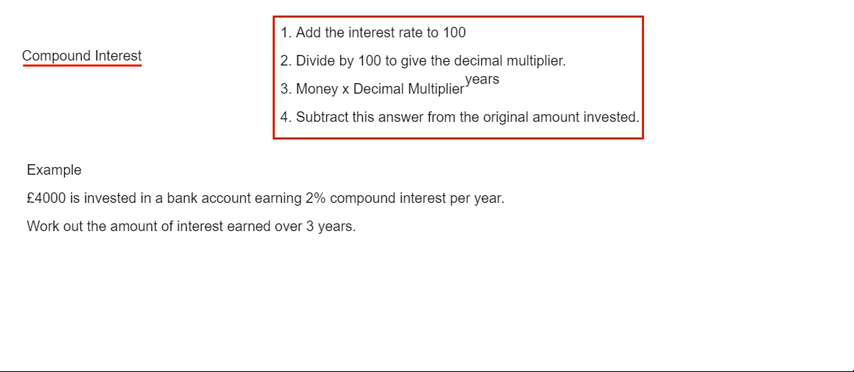 Compound Interest
1. Add the interest rate to 100
2. Divide by 100 to give the decimal multiplier.
3. Money x Decimal Multiplier^years
4. Subtract this answer from the original amount invested.
Example
£4000 is invested in a bank account earning 2% compound interest per year.
Work out the amount of interest earned over 3 years.